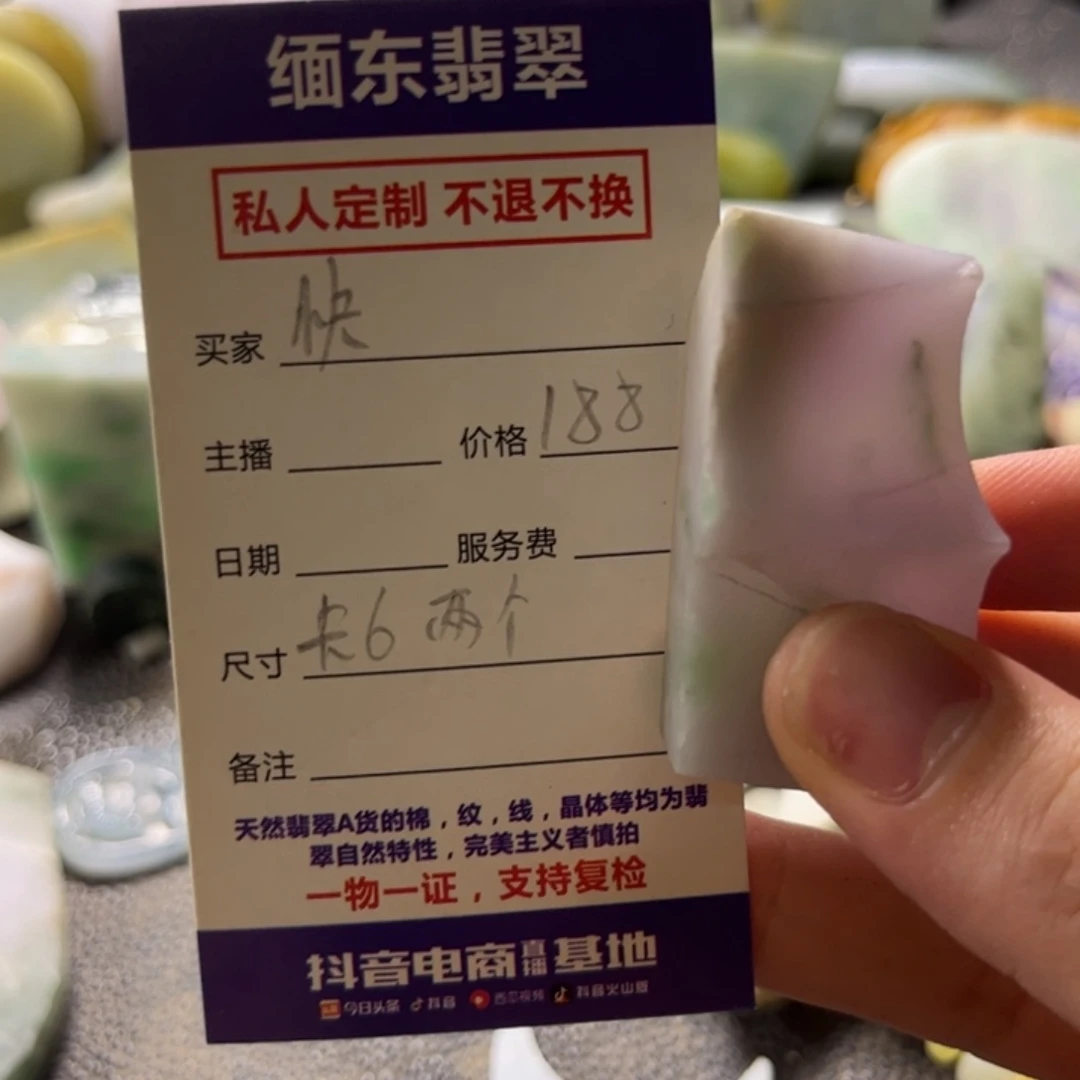 缅东翡翠
私人定制 不退不换
买家 快
主播 价格 188
日期 服务费
尺寸 卡6 两个
备注
天然翡翠A货的棉，纹，线，晶体等均为翡
翠自然特性，完美主义者慎拍
一物一证，支持复检
抖音电商直播基地
今日头条 抖音 西瓜视频 抖音火山版